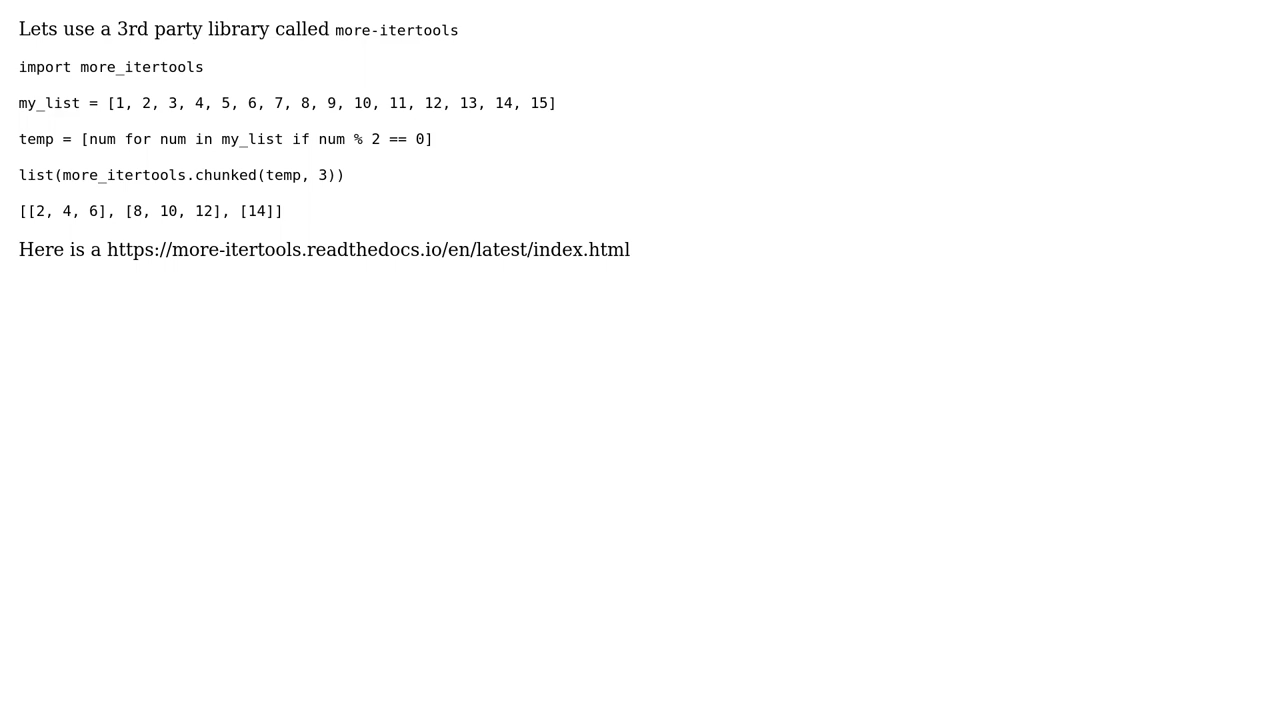 Lets use a 3rd party library called more-itertools
import more_itertools
my_list = [1, 2, 3, 4, 5, 6, 7, 8, 9, 10, 11, 12, 13, 14, 15]
temp = [num for num in my_list if num % 2 == 0]
list(more_itertools.chunked(temp, 3))
[[2, 4, 6], [8, 10, 12], [14]]
Here is a https://more-itertools.readthedocs.io/en/latest/index.html